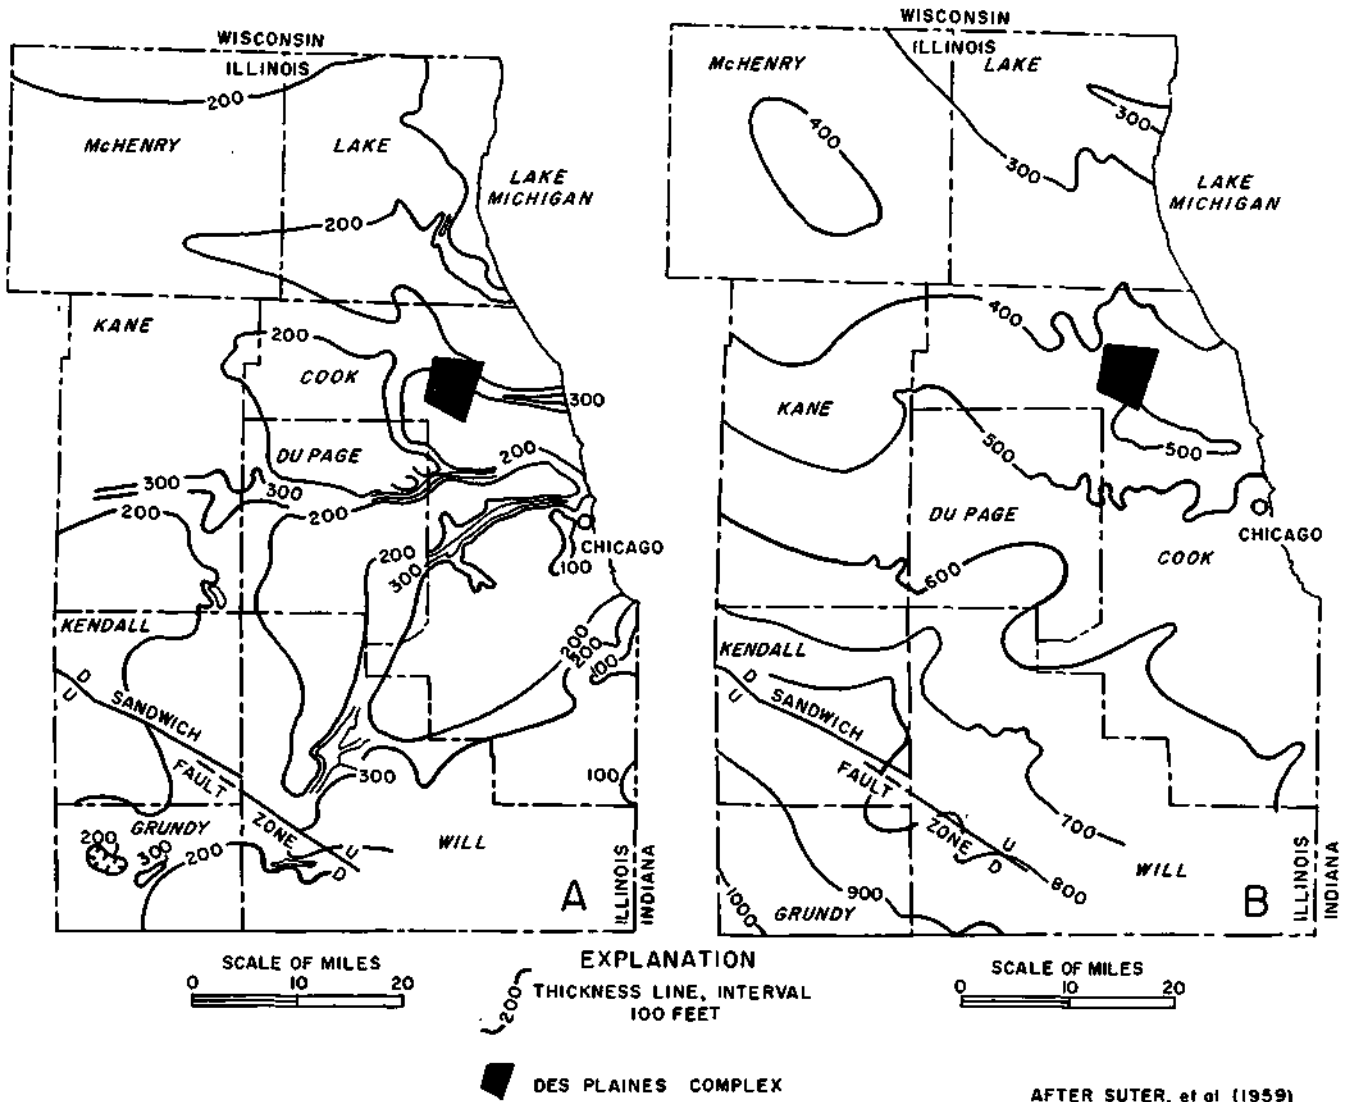 WISCONSIN
ILLINOIS
200
McHENRY
LAKE
LAKE
MICHIGAN
200
KANE
200
COOK
300
DU PAGE
200
300
300
200
200
CHICAGO
200
100
300
KENDALL
200
200
100
D
U
SANDWICH
FAULT
ZONE
U
D
300
100
GRUNDY
200
300
200
WILL
ILLINOIS
INDIANA
A
WISCONSIN
ILLINOIS
McHENRY
LAKE
300
400
300
LAKE
MICHIGAN
400
KANE
500
500
DU PAGE
CHICAGO
COOK
600
KENDALL
D
U
SANDWICH
FAULT
ZONE
U
D
700
WILL
800
900
1000
GRUNDY
ILLINOIS
INDIANA
B
SCALE OF MILES
0 10 20
EXPLANATION
200
THICKNESS LINE, INTERVAL
100 FEET
DES PLAINES COMPLEX
SCALE OF MILES
0 10 20
AFTER SUTER, et al (1959)